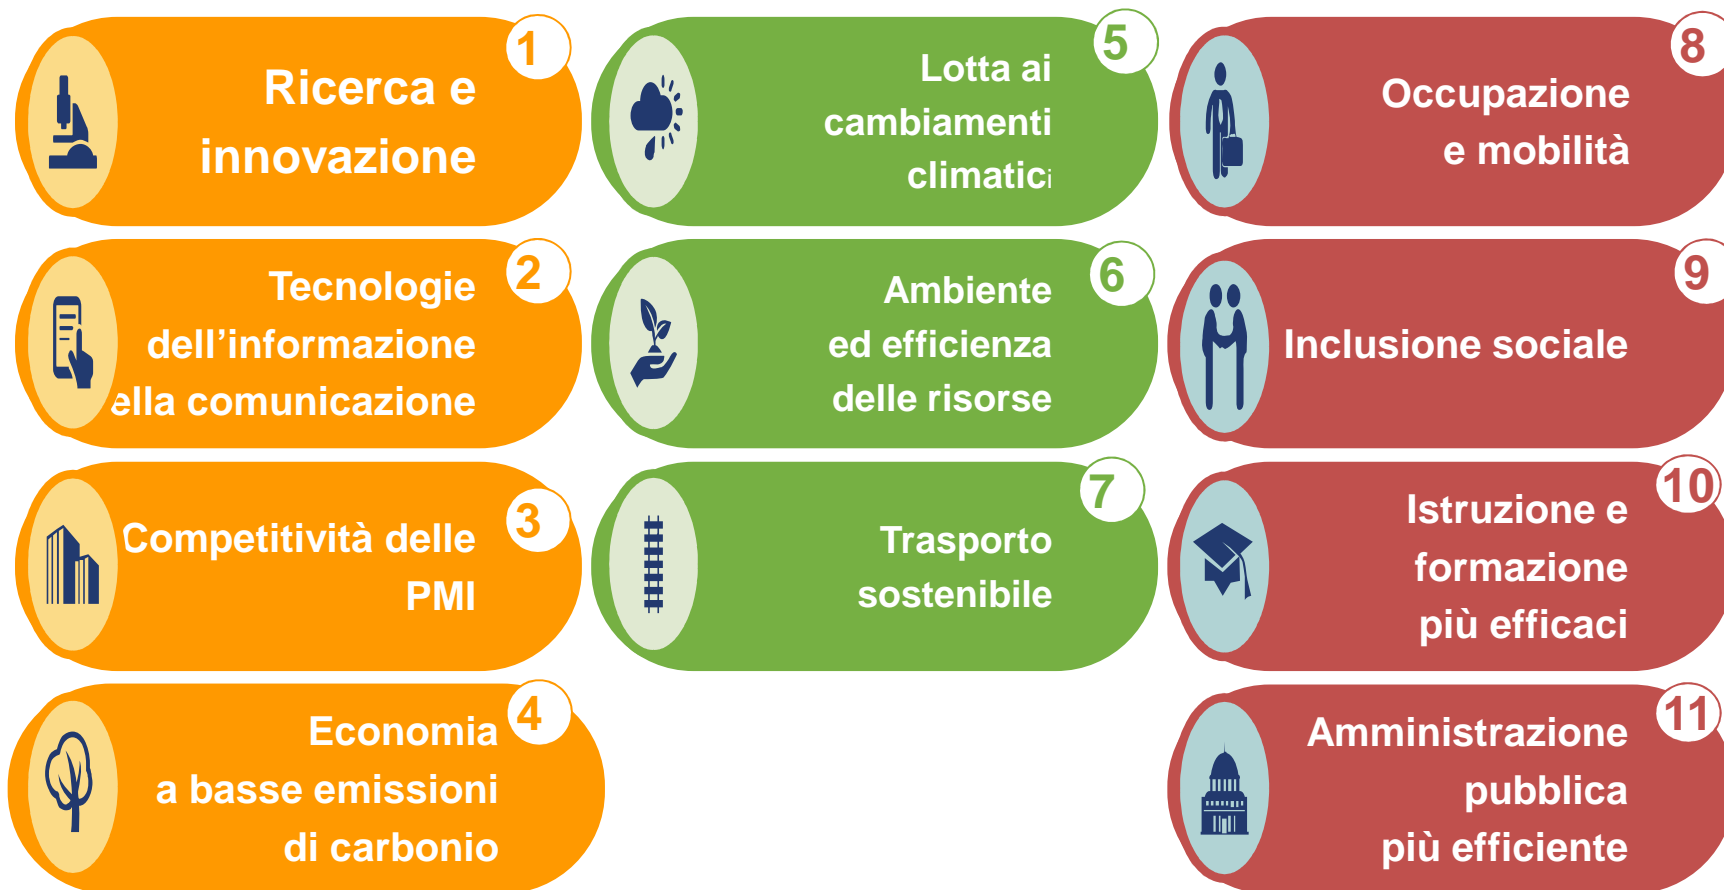 1
Ricerca e
innovazione
2
Tecnologie
dell’informazione
ella comunicazione
3
Competitività delle
PMI
4
Economia
a basse emissioni
di carbonio
5
Lotta ai
cambiamenti
climatici
6
Ambiente
ed efficienza
delle risorse
7
Trasporto
sostenibile
8
Occupazione
e mobilità
9
Inclusione sociale
10
Istruzione e
formazione
più efficaci
11
Amministrazione
pubblica
più efficiente